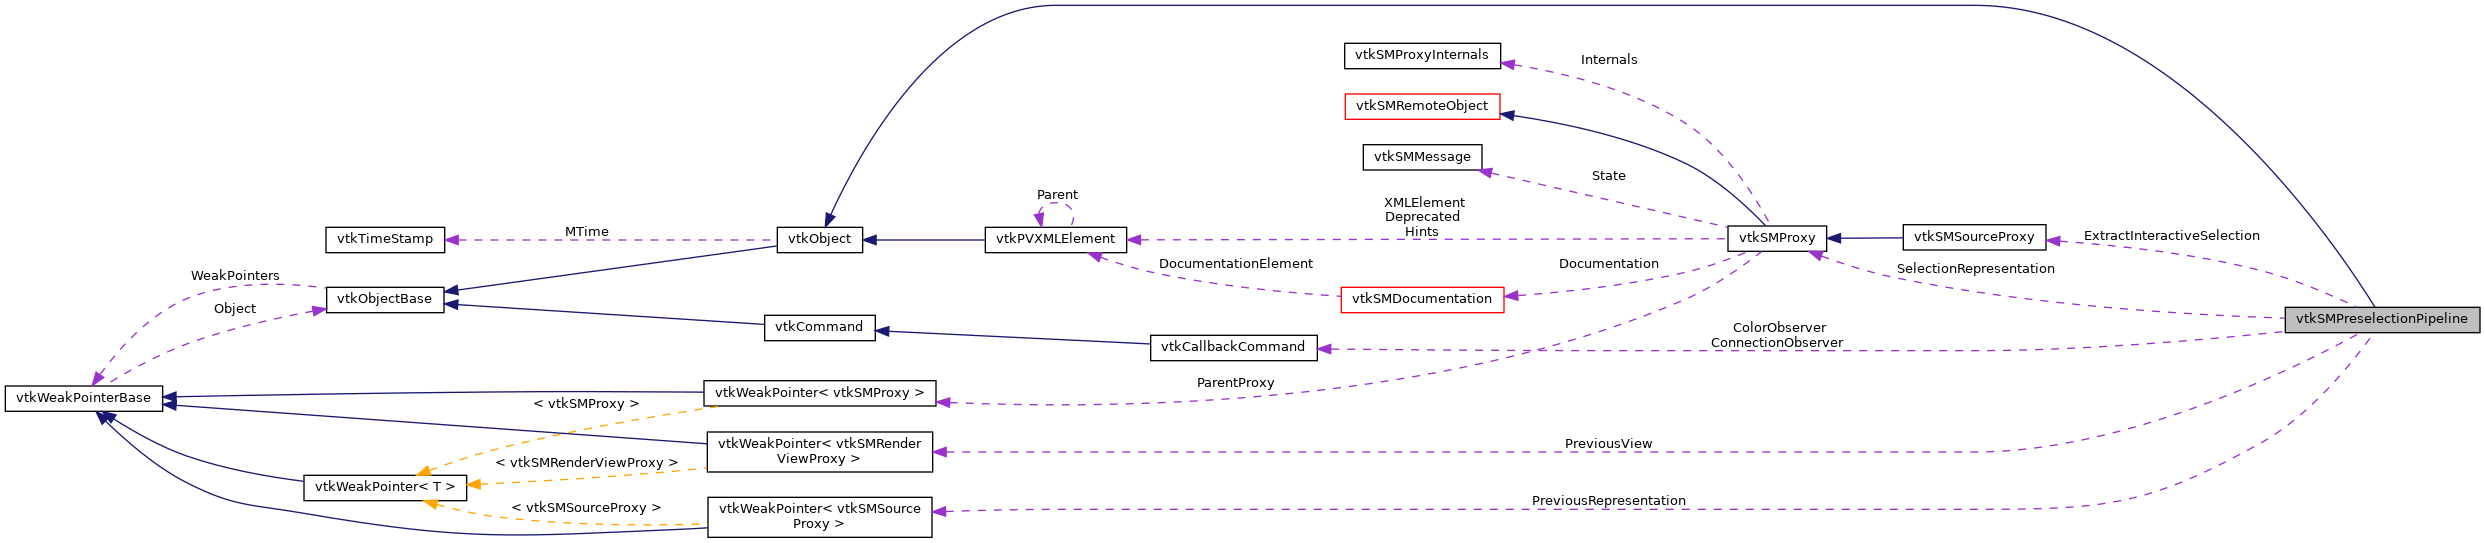 vtkSMProxyInternals
Internals
vtkSMRemoteObject
vtkSMMessage
State
Parent
XMLElement
Deprecated
Hints
MTime
vtkTimeStamp
vtkObject
vtkPVXMLElement
vtkSMProxy
vtkSMSourceProxy
ExtractInteractiveSelection
DocumentationElement
Documentation
SelectionRepresentation
WeakPointers
vtkObjectBase
Object
vtkSMDocumentation
vtkSMPreselectionPipeline
vtkCommand
ColorObserver
ConnectionObserver
vtkCallbackCommand
ParentProxy
vtkWeakPointerBase
vtkWeakPointer< vtkSMProxy >
< vtkSMProxy >
vtkWeakPointer< vtkSMRender
ViewProxy >
PreviousView
< vtkSMRenderViewProxy >
vtkWeakPointer< T >
PreviousRepresentation
< vtkSMSourceProxy >
vtkWeakPointer< vtkSMSource
Proxy >